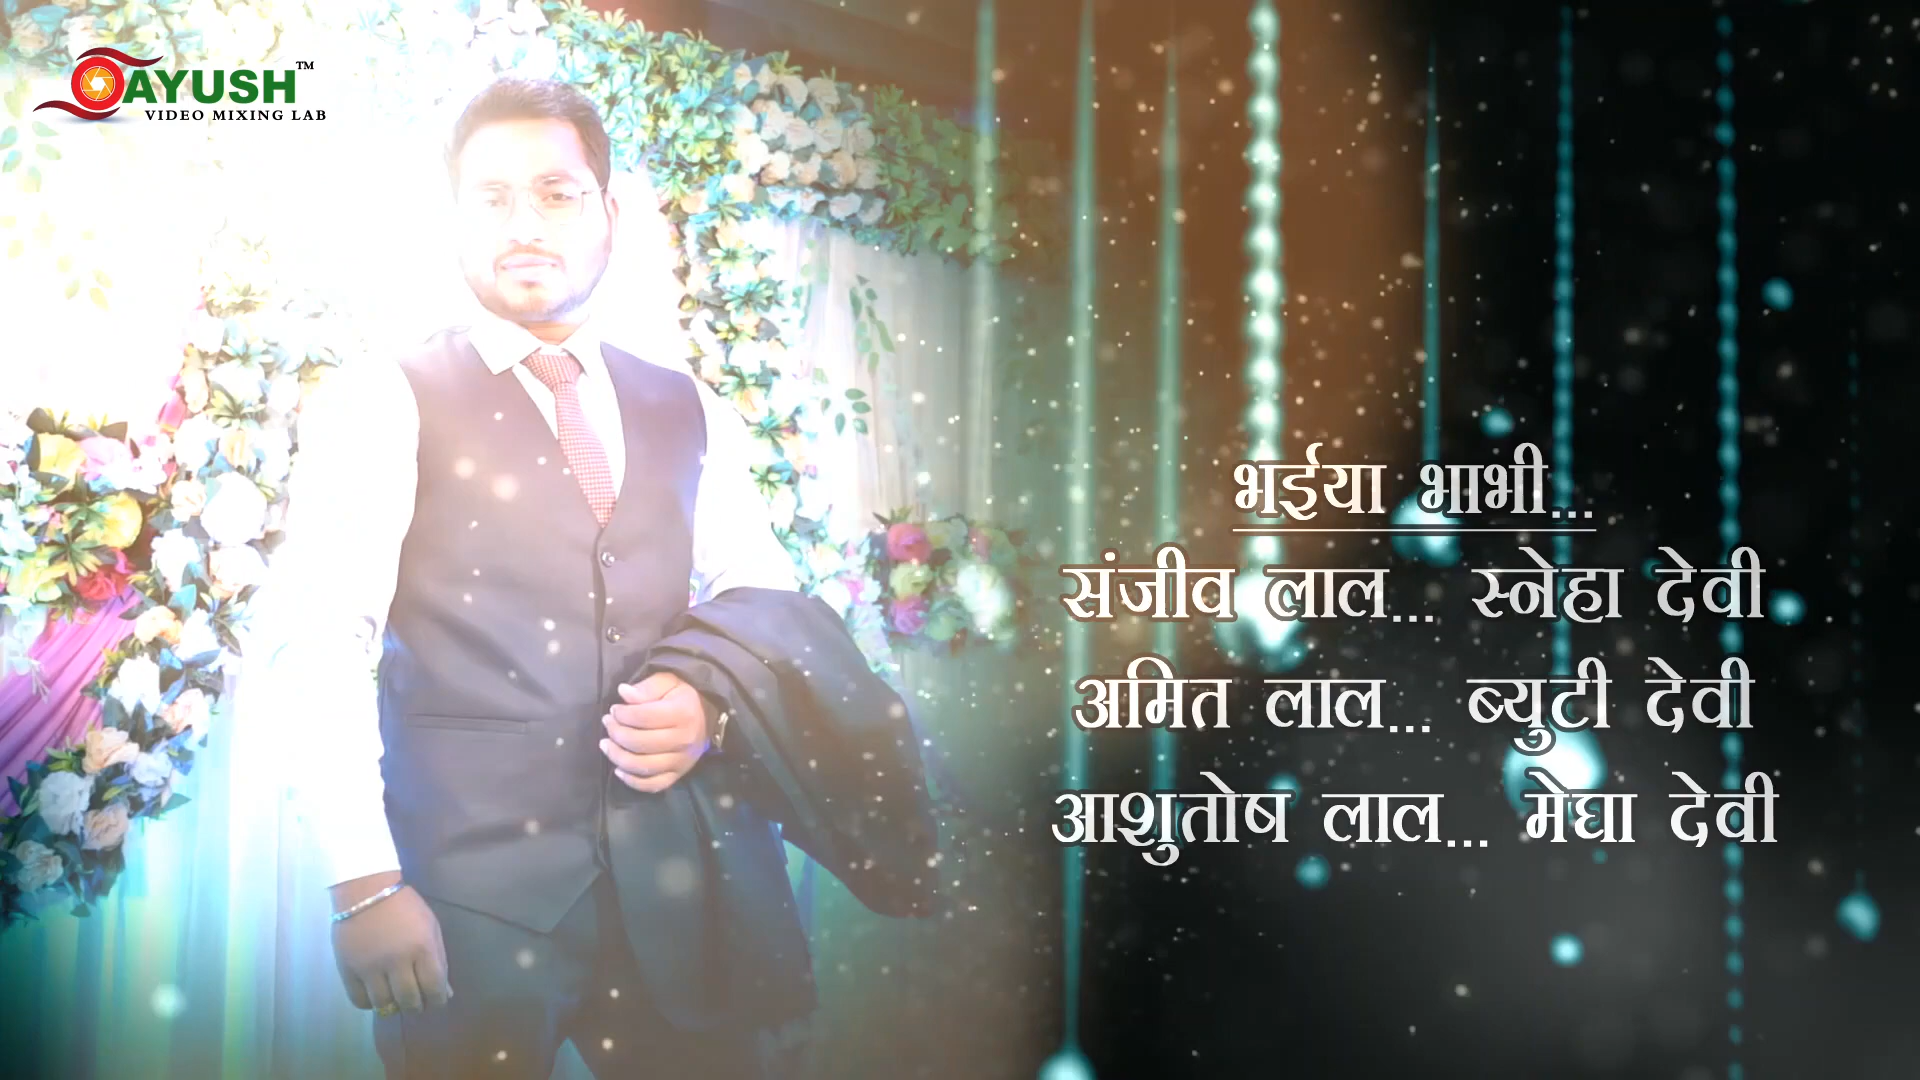 AYUSH™
VIDEO MIXING LAB
भईया भाभी...
संजीव लाल... स्नेहा देवी
अमित लाल... ब्युटी देवी
आशुतोष लाल... मेघा देवी